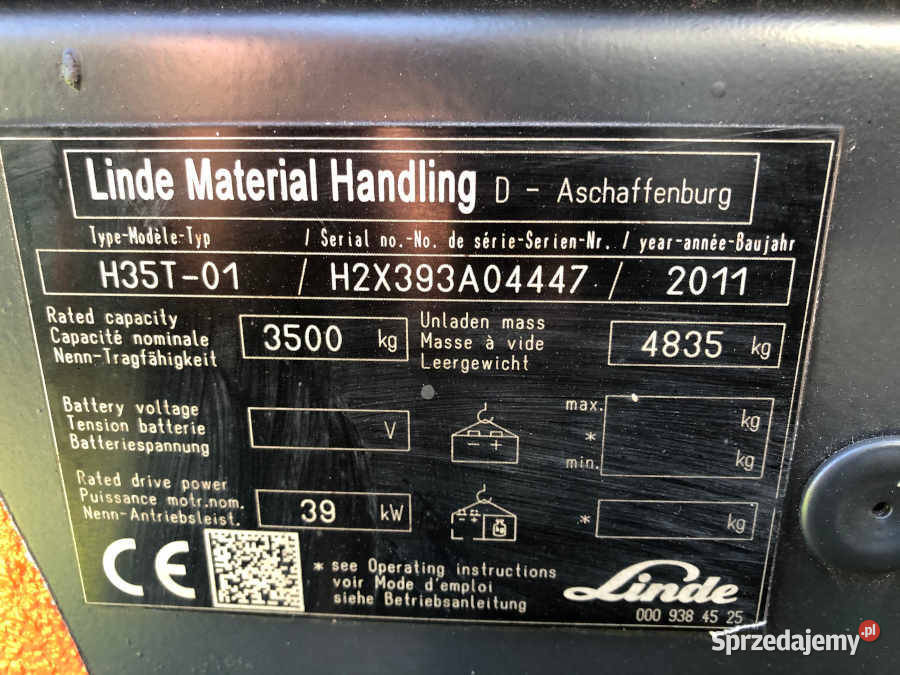 Linde Material Handling D - Aschaffenburg
Type-Modèle-Typ / Serial no.-No. de série-Serien-Nr. / year-année-Baujahr
H35T-01 / H2X393A04447 / 2011
Rated capacity
Capacité nominale
Nenn-Tragfähigkeit
3500 kg
Unladen mass
Masse à vide
Leergewicht
4835 kg
Battery voltage
Tension batterie
Batteriespannung
V
- +
max.
*
min.
kg
kg
Rated drive power
Puissance motr.nom.
Nenn-Antriebsleist.
39 kW
- +
kg
*
kg
CE
* see Operating instructions
voir Mode d'emploi
siehe Betriebsanleitung
Linde
000 938 45 25
Sprzedajemy.pl